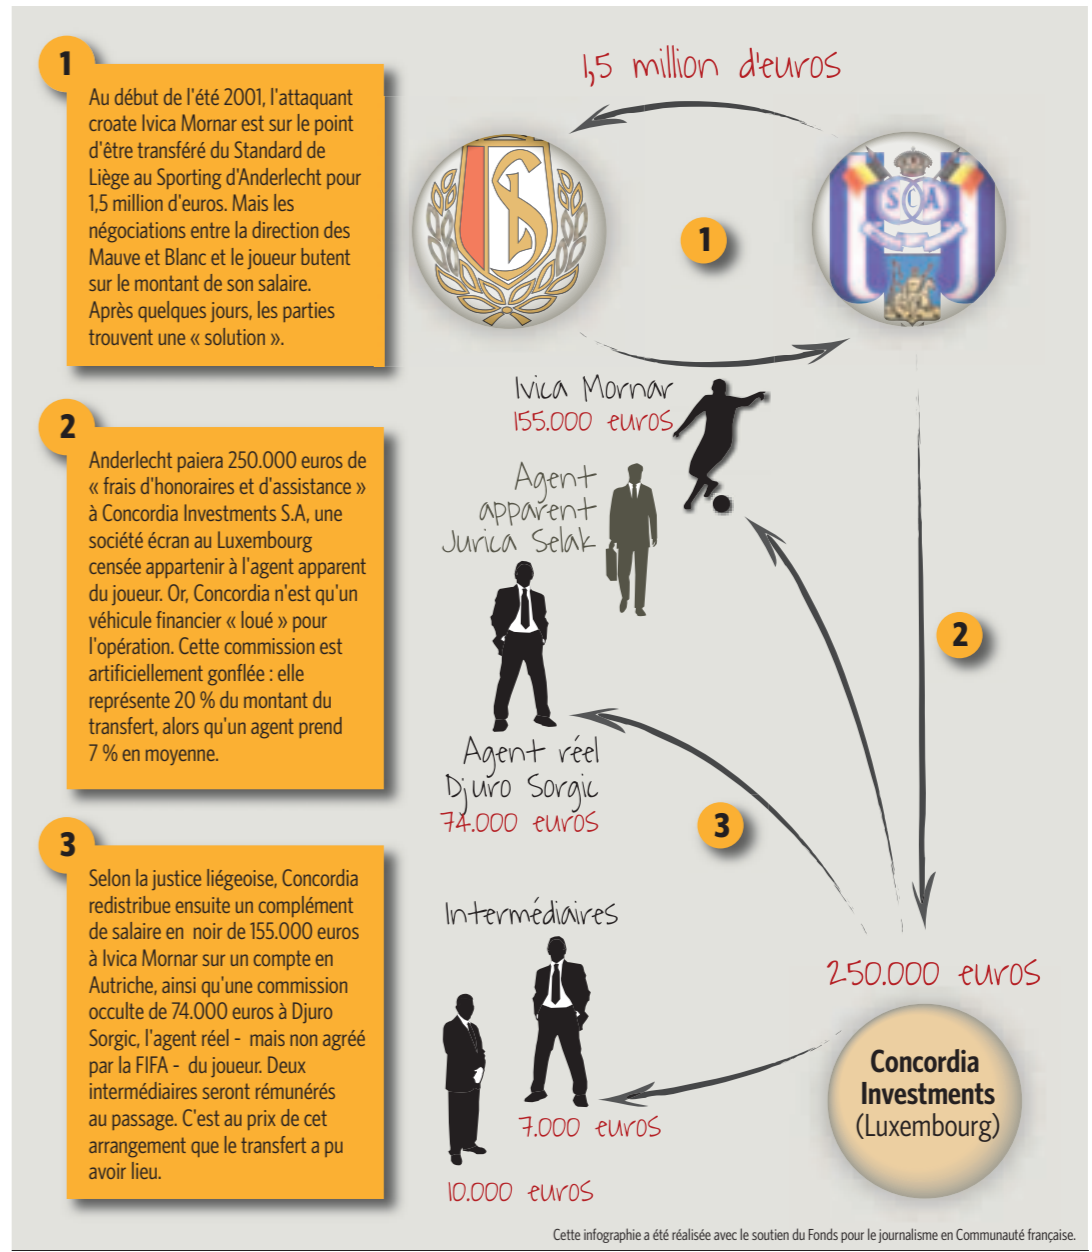 1
Au début de l'été 2001, l'attaquant
croate Ivica Mornar est sur le point
d'être transféré du Standard de
Liège au Sporting d'Anderlecht pour
1,5 million d'euros. Mais les
négociations entre la direction des
Mauve et Blanc et le joueur butent
sur le montant de son salaire.
Après quelques jours, les parties
trouvent une « solution ».
2
Anderlecht paiera 250.000 euros de
« frais d'honoraires et d'assistance »
à Concordia Investments S.A, une
société écran au Luxembourg
censée appartenir à l'agent apparent
du joueur. Or, Concordia n'est qu'un
véhicule financier « loué » pour
l'opération. Cette commission est
artificiellement gonflée : elle
représente 20 % du montant du
transfert, alors qu'un agent prend
7 % en moyenne.
3
Selon la justice liégeoise, Concordia
redistribue ensuite un complément
de salaire en noir de 155.000 euros
à Ivica Mornar sur un compte en
Autriche, ainsi qu'une commission
occulte de 74.000 euros à Djuro
Sorgic, l'agent réel - mais non agréé
par la FIFA - du joueur. Deux
intermédiaires seront rémunérés
au passage. C'est au prix de cet
arrangement que le transfert a pu
avoir lieu.
1,5 million d'euros
SCA
1
Ivica Mornar
155.000 euros
Agent
apparent
Jurica Selak
2
Agent réel
Djuro Sorgic
74.000 euros
3
Intermédiaires
7.000 euros
10.000 euros
250.000 euros
Concordia
Investments
(Luxembourg)
Cette infographie a été réalisée avec le soutien du Fonds pour le journalisme en Communauté française.